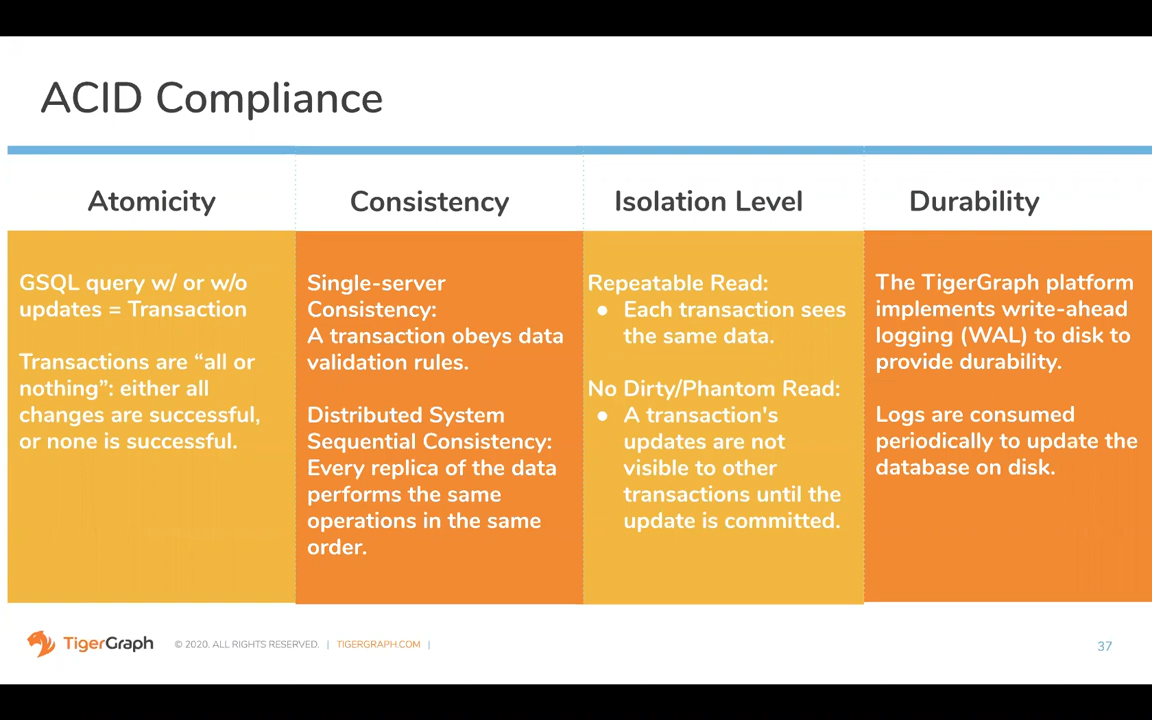 ACID Compliance
Atomicity
GSQL query w/ or w/o
updates = Transaction
Transactions are “all or
nothing”: either all
changes are successful,
or none is successful.
Consistency
Single-server
Consistency:
A transaction obeys data
validation rules.
Distributed System
Sequential Consistency:
Every replica of the data
performs the same
operations in the same
order.
Isolation Level
Repeatable Read:
● Each transaction sees
the same data.
No Dirty/Phantom Read:
● A transaction's
updates are not
visible to other
transactions until the
update is committed.
Durability
The TigerGraph platform
implements write-ahead
logging (WAL) to disk to
provide durability.
Logs are consumed
periodically to update the
database on disk.
TigerGraph © 2020. ALL RIGHTS RESERVED. | TIGERGRAPH.COM | 37